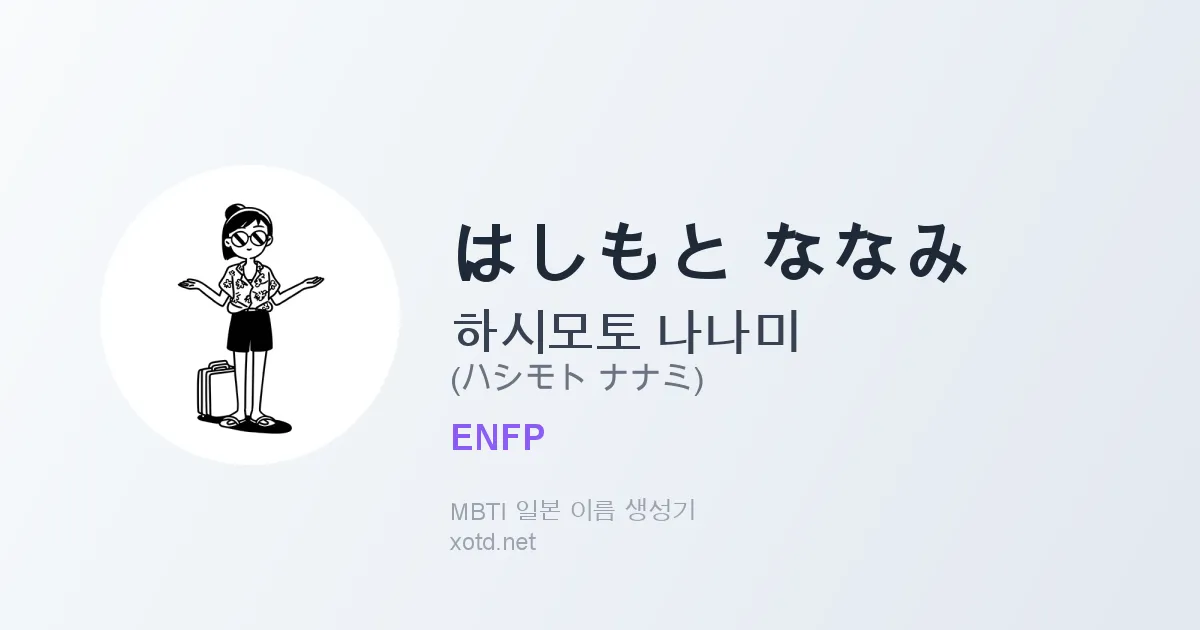 はしもと ななみ
하시모토 나나미
(ハシモト ナナミ)
ENFP
MBTI 일본 이름 생성기
xotd.net